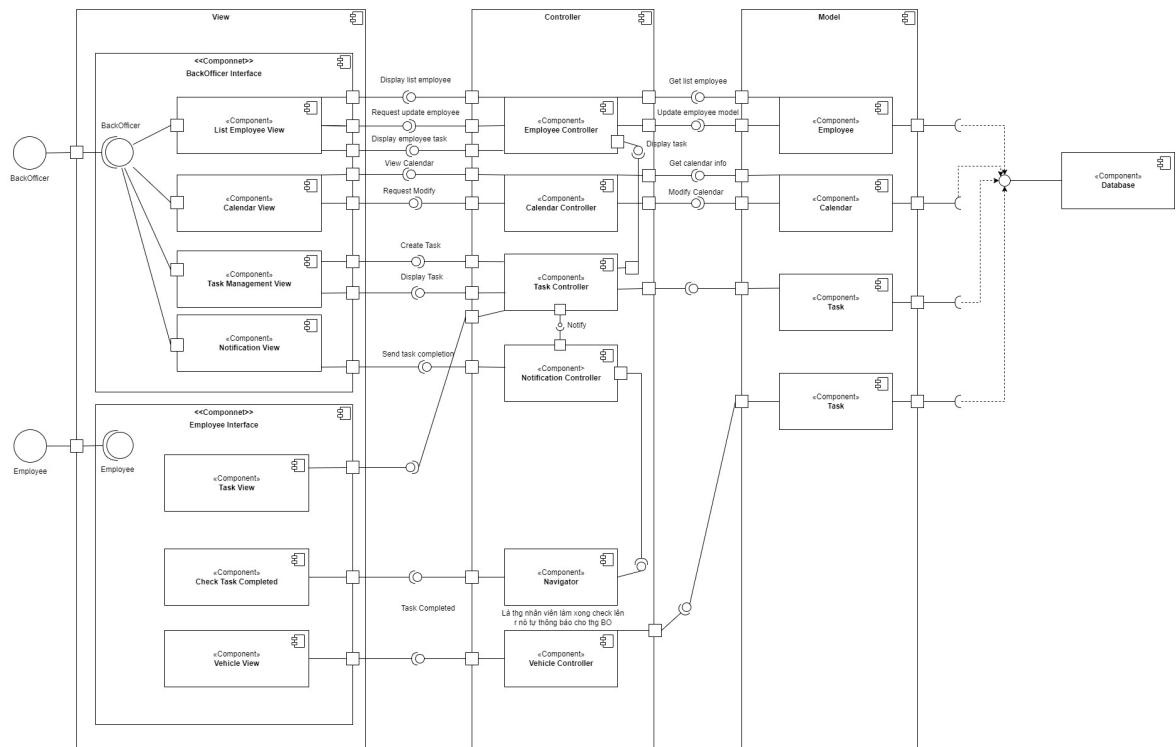 View
Controller
Model
<<Componnet>>
BackOfficer Interface
BackOfficer
BackOfficer
«Component»
List Employee View
«Component»
Calendar View
«Component»
Task Management View
«Component»
Notification View
Display list employee
Request update employee
Display employee task
View Calendar
Request Modify
Create Task
Display Task
Send task completion
«Component»
Employee Controller
Display task
«Component»
Calendar Controller
«Component»
Task Controller
Notify
«Component>
Notification Controller
Get list employee
Update employee model
Get calendar info
Modify Calendar
«Component»
Employee
«Component»
Calendar
«Component»
Task
«Component»
Task
«Component»
Database
<<Componnet>>
Employee Interface
Employee
Employee
«Component»
Task View
«Component»
Check Task Completed
«Component»
Vehicle View
Task Completed
«Component»
Navigator
Là thg nhân viên làm xong check lên
r nó tự thông báo cho thg BO
«Component»
Vehicle Controller